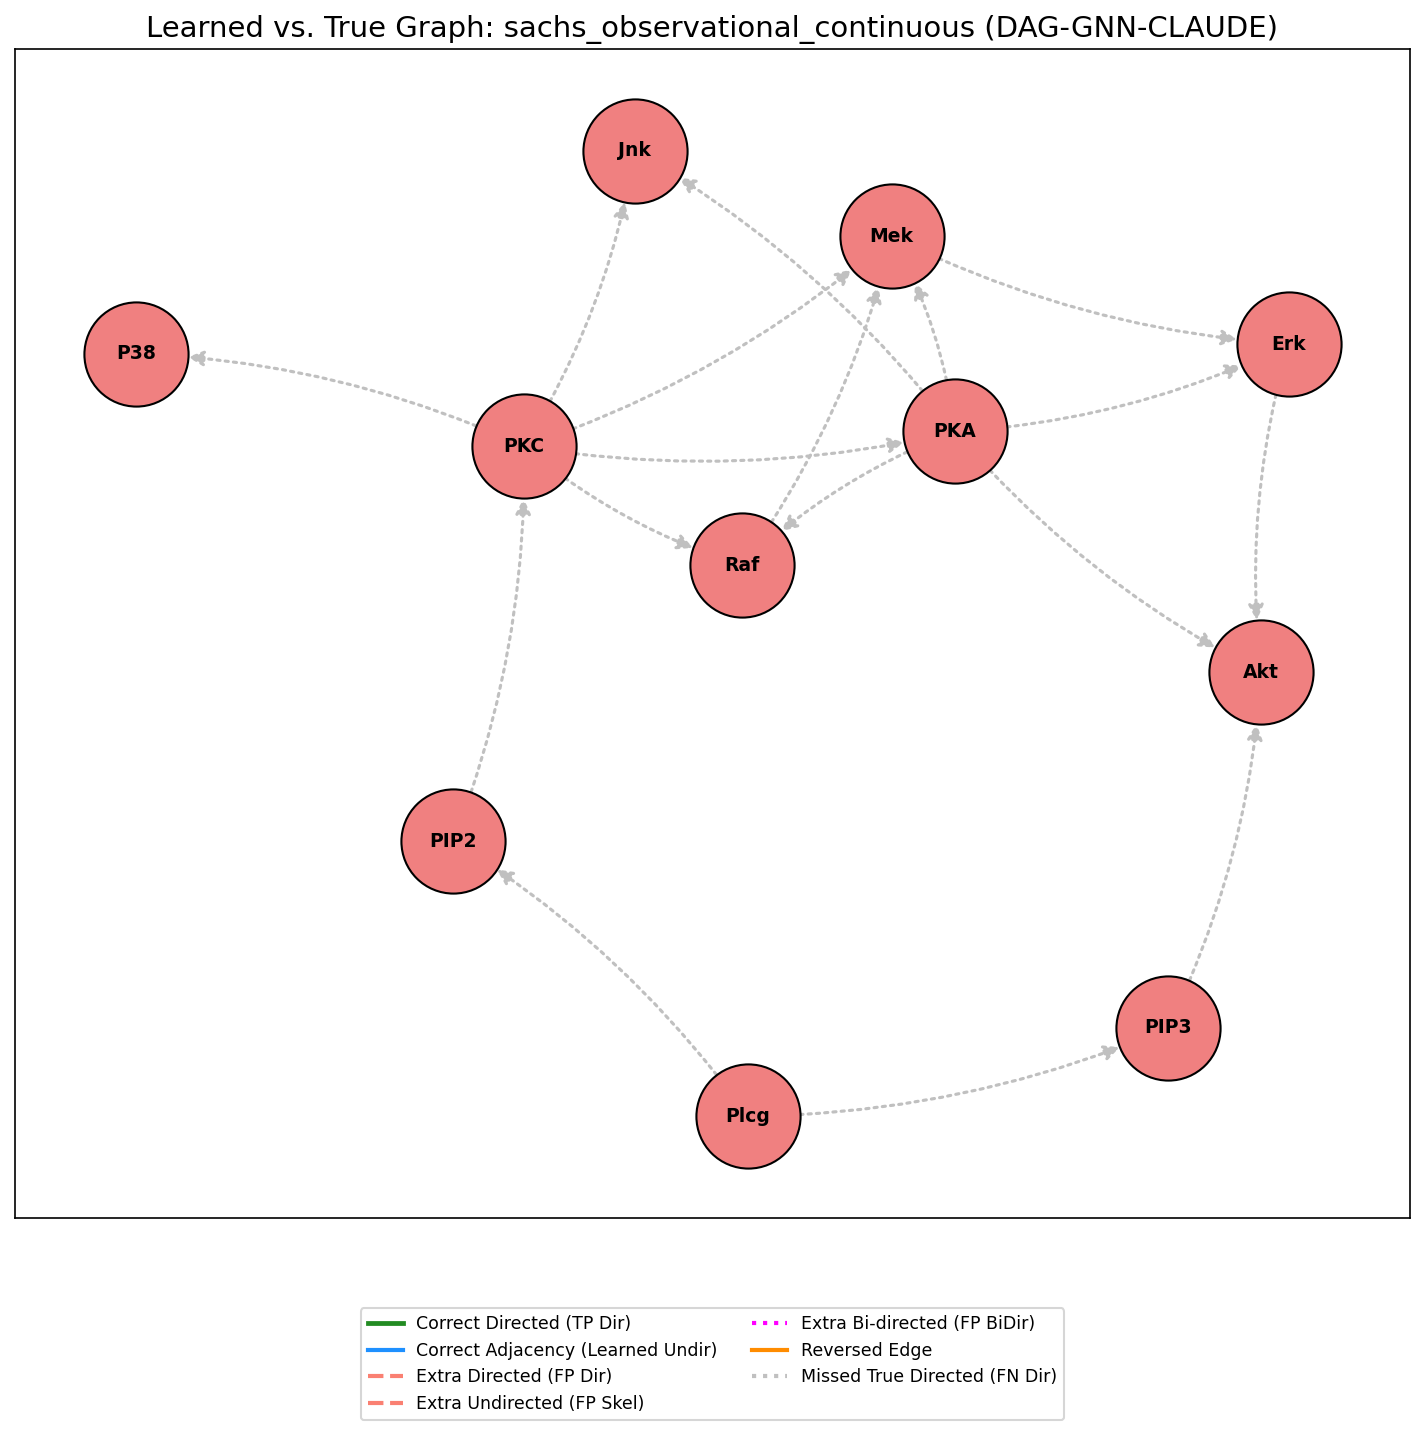 Learned vs. True Graph: sachs_observational_continuous (DAG-GNN-CLAUDE)
Jnk
Mek
Erk
P38
PKC
PKA
Raf
Akt
PIP2
PIP3
Plcg
Correct Directed (TP Dir)
Correct Adjacency (Learned Undir)
Extra Directed (FP Dir)
Extra Undirected (FP Skel)
Extra Bi-directed (FP BiDir)
Reversed Edge
Missed True Directed (FN Dir)